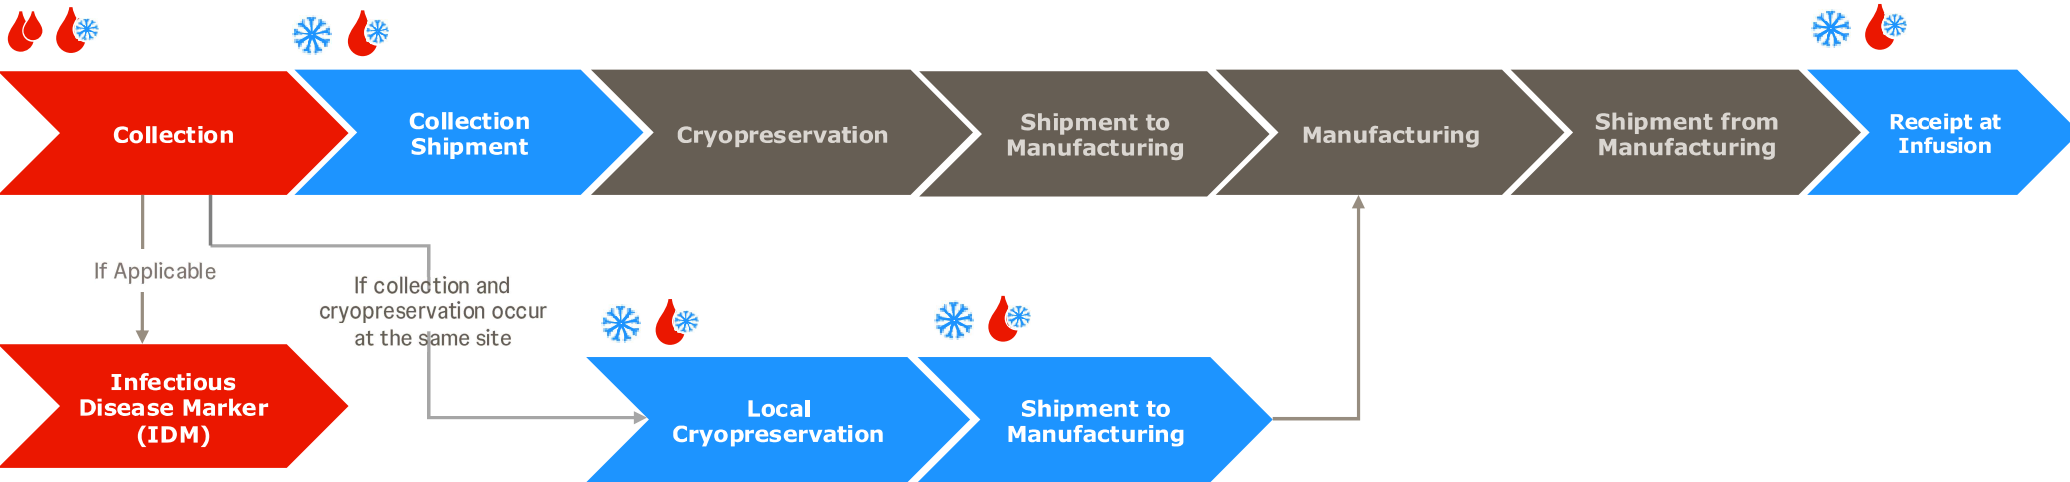 Collection
Collection
Shipment
Cryopreservation
Shipment to
Manufacturing
Manufacturing
Shipment from
Manufacturing
Receipt at
Infusion
If Applicable
If collection and
cryopreservation occur
at the same site
Infectious
Disease Marker
(IDM)
Local
Cryopreservation
Shipment to
Manufacturing